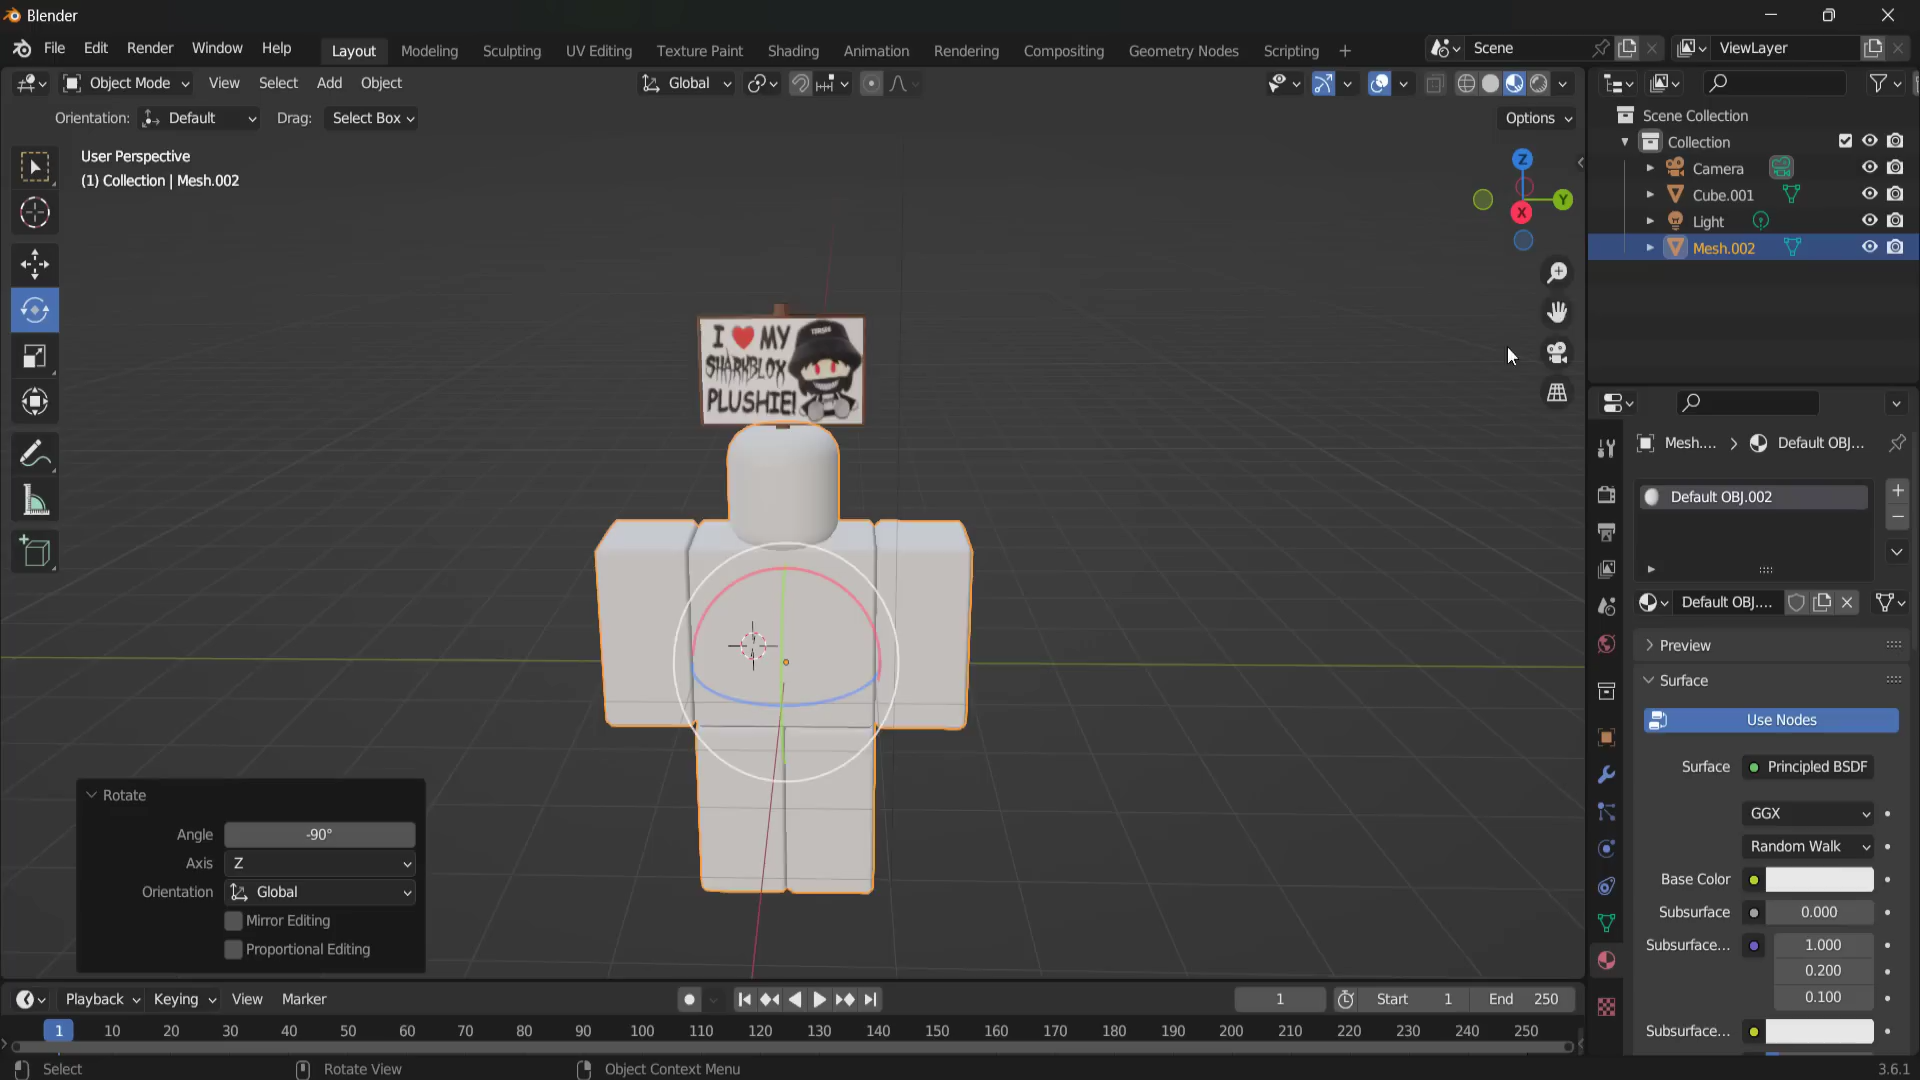 Blender
File Edit Render Window Help Layout Modeling Sculpting UV Editing Texture Paint Shading Animation Rendering Compositing Geometry Nodes Scripting + Scene ViewLayer
Object Mode View Select Add Object Global
Orientation: Default Drag: Select Box Options
User Perspective
(1) Collection | Mesh.002
Z
Y
X
I ❤ MY
SHARKBLOX
PLUSHIE!
Rotate
Angle -90°
Axis Z
Orientation Global
Mirror Editing
Proportional Editing
Scene Collection
Collection
Camera
Cube.001
Light
Mesh.002
Mesh.... > Default OBJ...
Default OBJ.002
Default OBJ....
Preview
Surface
Use Nodes
Surface Principled BSDF
GGX
Random Walk
Base Color
Subsurface 0.000
Subsurface... 1.000
0.200
0.100
Subsurface...
Playback Keying View Marker 1 Start 1 End 250
1 10 20 30 40 50 60 70 80 90 100 110 120 130 140 150 160 170 180 190 200 210 220 230 240 250
Select Rotate View Object Context Menu 3.6.1